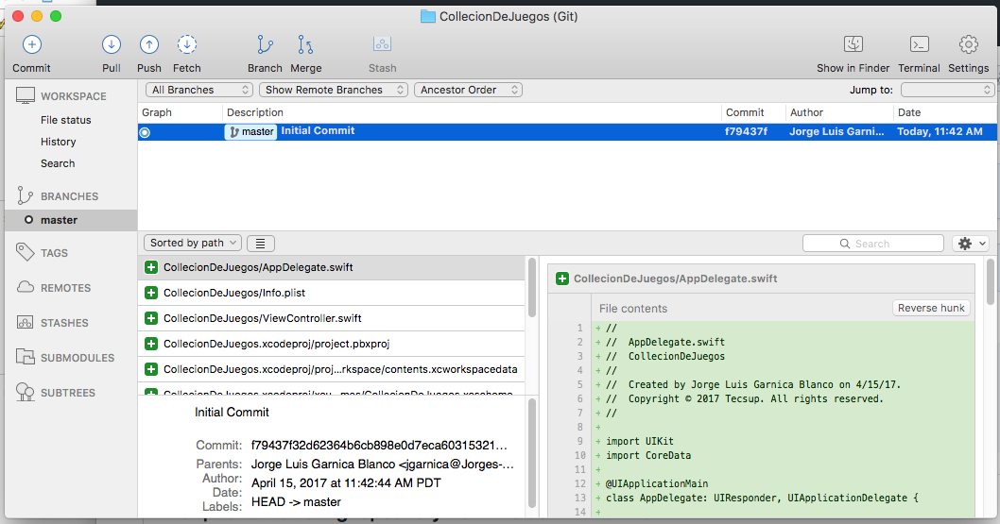 CollecionDeJuegos (Git)
Commit Pull Push Fetch Branch Merge Stash Show in Finder Terminal Settings
WORKSPACE
File status
History
Search
BRANCHES
master
TAGS
REMOTES
STASHES
SUBMODULES
SUBTREES
All Branches Show Remote Branches Ancestor Order Jump to:
Graph Description Commit Author Date
master Initial Commit f79437f Jorge Luis Garni... Today, 11:42 AM
Sorted by path Search
CollecionDeJuegos/AppDelegate.swift
CollecionDeJuegos/Info.plist
CollecionDeJuegos/ViewController.swift
CollecionDeJuegos.xcodeproj/project.pbxproj
CollecionDeJuegos.xcodeproj/proj...rkspace/contents.xcworkspacedata
Initial Commit
Commit: f79437f32d62364b6cb898e0d7eca60315321...
Parents: Jorge Luis Garnica Blanco <jgarnica@Jorges-...
Author:
April 15, 2017 at 11:42:44 AM PDT
Date:
Labels: HEAD -> master
CollecionDeJuegos/AppDelegate.swift
File contents Reverse hunk
1 + //
2 + //  AppDelegate.swift
3 + //  CollecionDeJuegos
4 + //
5 + //  Created by Jorge Luis Garnica Blanco on 4/15/17.
6 + //  Copyright © 2017 Tecsup. All rights reserved.
7 + //
8 +
9 + import UIKit
10 + import CoreData
11 +
12 + @UIApplicationMain
13 + class AppDelegate: UIResponder, UIApplicationDelegate {
14 +